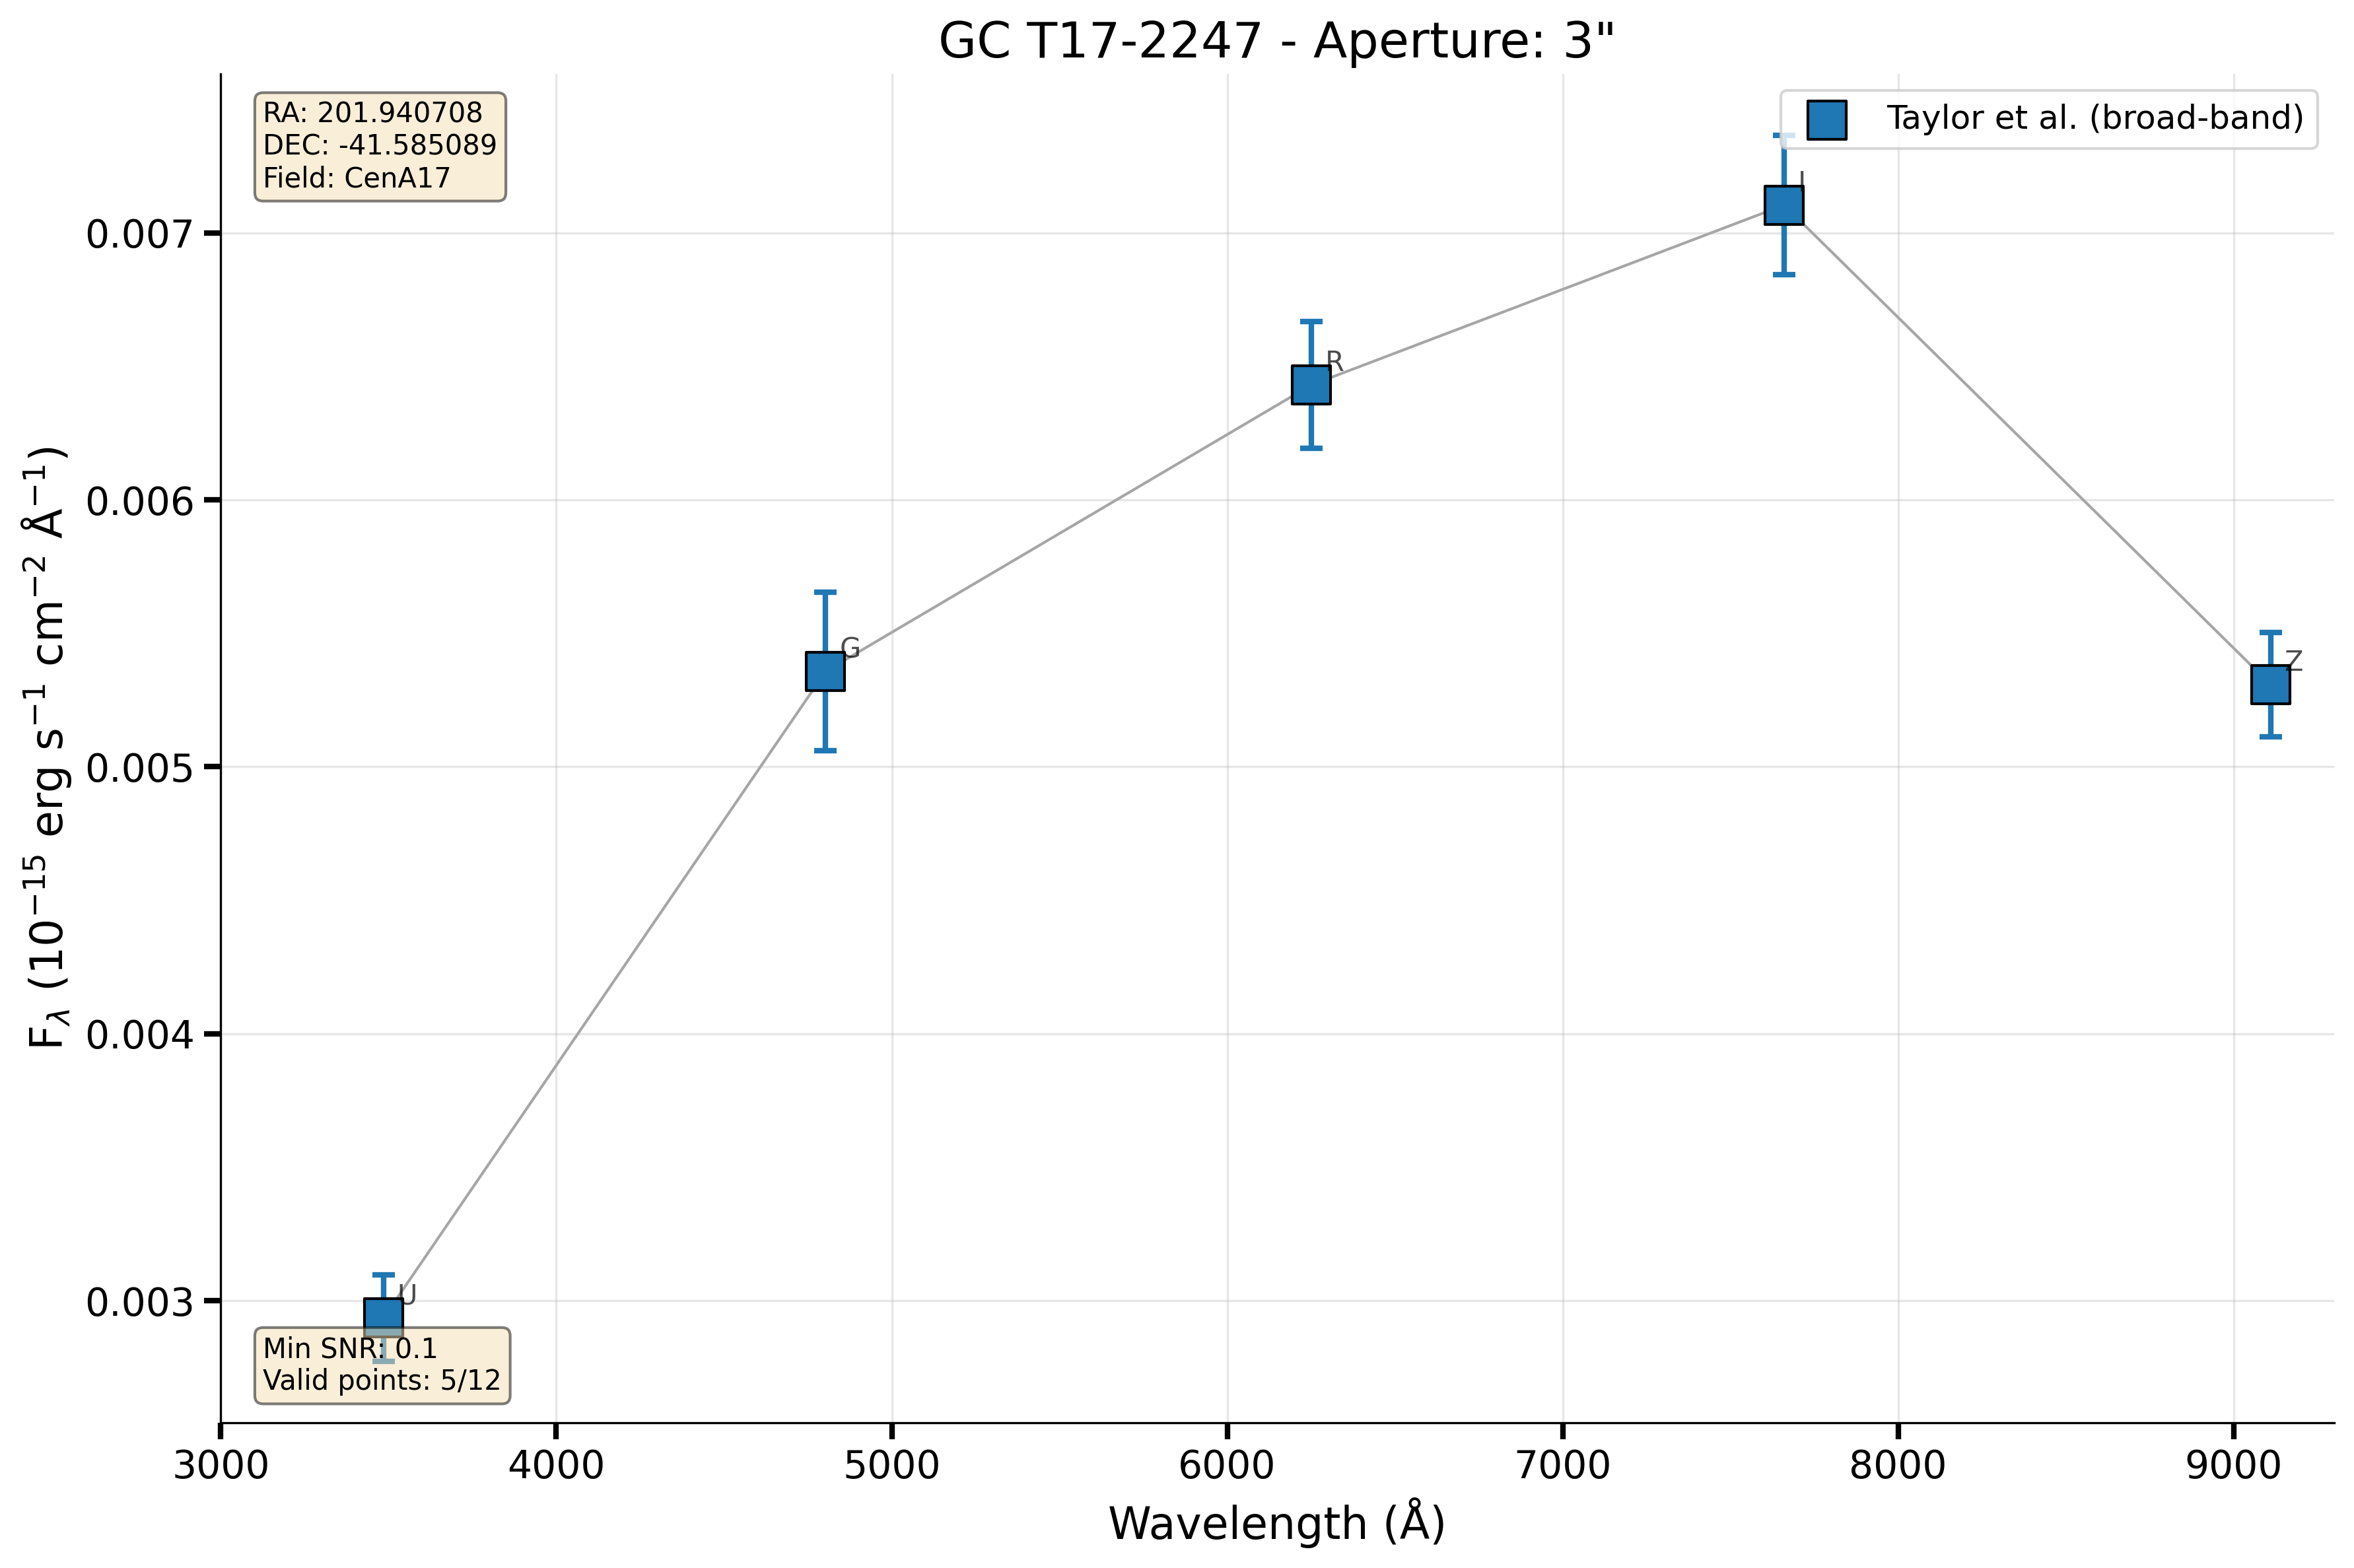 GC T17-2247 - Aperture: 3"
RA: 201.940708
DEC: -41.585089
Field: CenA17
Taylor et al. (broad-band)
I
R
G
Z
U
Min SNR: 0.1
Valid points: 5/12
F_λ (10⁻¹⁵ erg s⁻¹ cm⁻² Å⁻¹)
0.007
0.006
0.005
0.004
0.003
3000 4000 5000 6000 7000 8000 9000
Wavelength (Å)